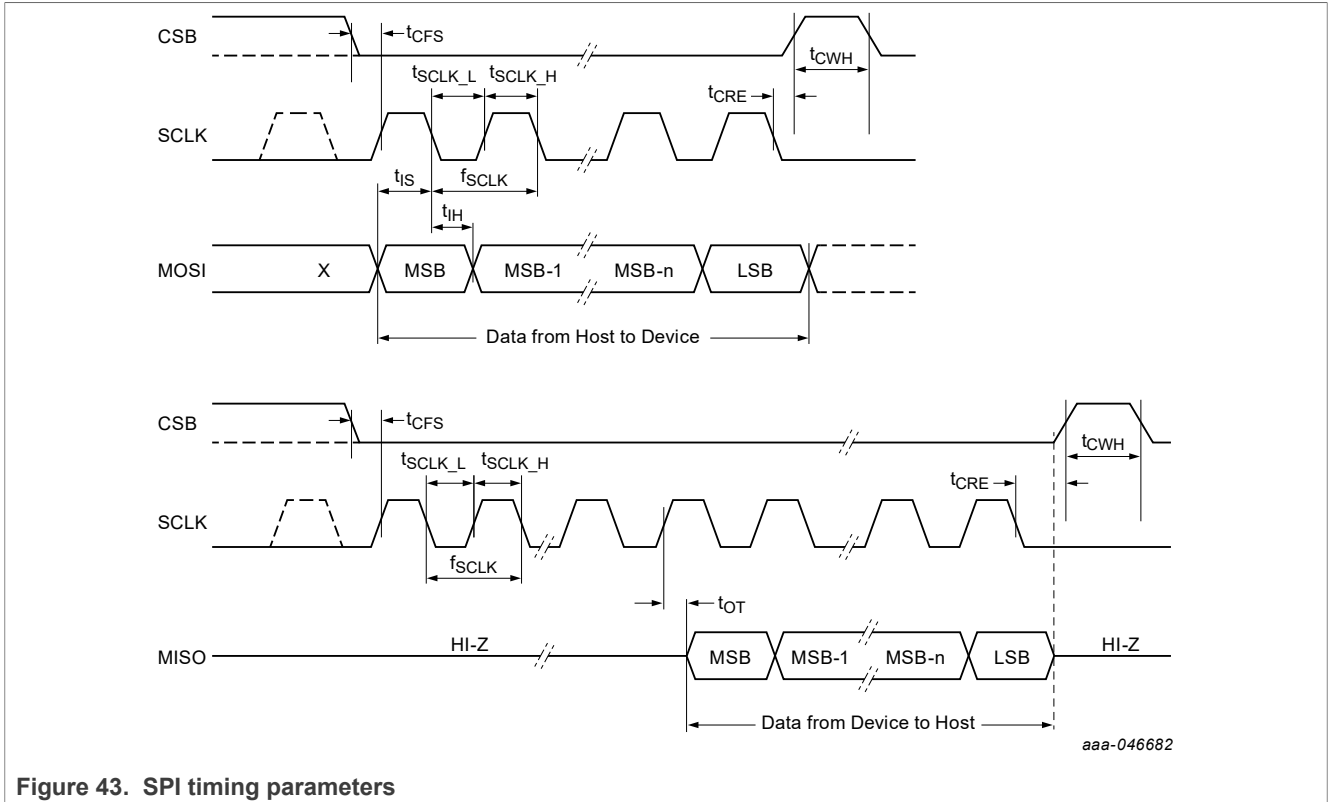 CSB
tCFS
tCWH
tSCLK_L
tSCLK_H
tCRE
SCLK
tIS
fSCLK
tIH
MOSI
X
MSB
MSB-1
MSB-n
LSB
Data from Host to Device
CSB
tCFS
tCWH
tSCLK_L
tSCLK_H
tCRE
SCLK
fSCLK
tOT
MISO
HI-Z
MSB
MSB-1
MSB-n
LSB
HI-Z
Data from Device to Host
aaa-046682
Figure 43. SPI timing parameters